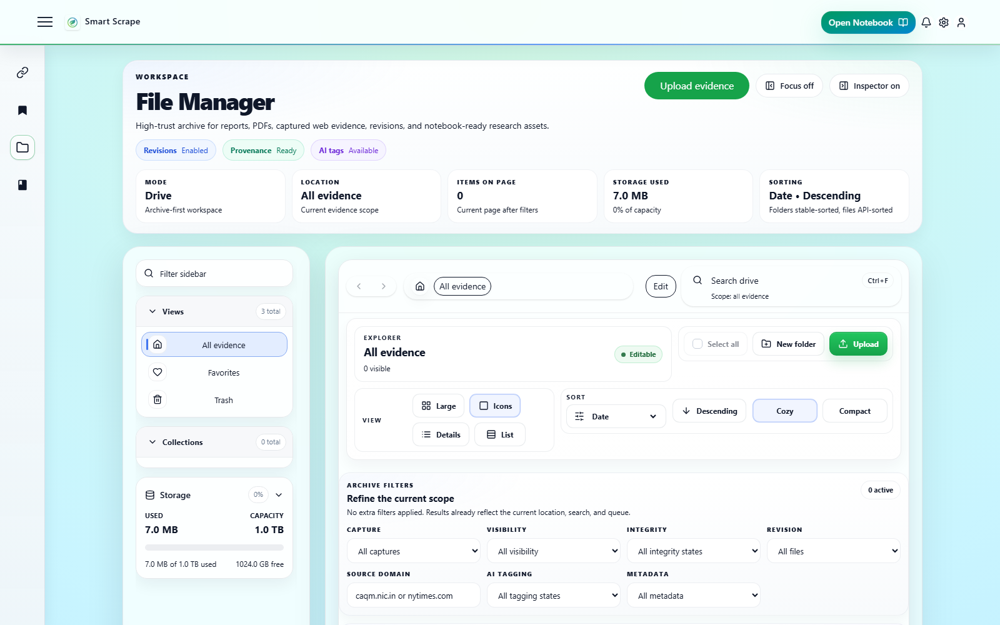 Smart Scrape
Open Notebook
WORKSPACE
File Manager
High-trust archive for reports, PDFs, captured web evidence, revisions, and notebook-ready research assets.
Upload evidence
Focus off
Inspector on
Revisions Enabled
Provenance Ready
AI tags Available
MODE
Drive
Archive-first workspace
LOCATION
All evidence
Current evidence scope
ITEMS ON PAGE
0
Current page after filters
STORAGE USED
7.0 MB
0% of capacity
SORTING
Date • Descending
Folders stable-sorted, files API-sorted
Filter sidebar
Views
3 total
All evidence
Favorites
Trash
Collections
0 total
Storage
0%
USED
CAPACITY
7.0 MB
1.0 TB
7.0 MB of 1.0 TB used
1024.0 GB free
All evidence
Edit
Search drive
Ctrl+F
Scope: all evidence
EXPLORER
All evidence
0 visible
Editable
Select all
New folder
Upload
VIEW
Large
Icons
Details
List
SORT
Date
Descending
Cozy
Compact
ARCHIVE FILTERS
Refine the current scope
No extra filters applied. Results already reflect the current location, search, and queue.
0 active
CAPTURE
All captures
VISIBILITY
All visibility
INTEGRITY
All integrity states
REVISION
All files
SOURCE DOMAIN
caqm.nic.in or nytimes.com
AI TAGGING
All tagging states
METADATA
All metadata